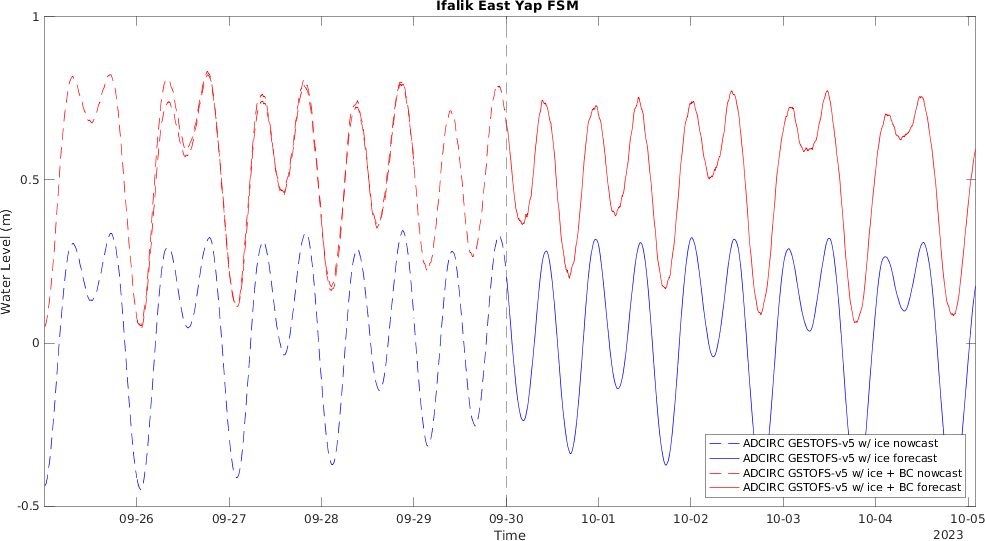 Ifalik East Yap FSM
1
0.5
0
-0.5
Water Level (m)
ADCIRC GESTOFS-v5 w/ ice nowcast
ADCIRC GESTOFS-v5 w/ ice forecast
ADCIRC GSTOFS-v5 w/ ice + BC nowcast
ADCIRC GSTOFS-v5 w/ ice + BC forecast
09-26 09-27 09-28 09-29 09-30 10-01 10-02 10-03 10-04 10-05
Time
2023